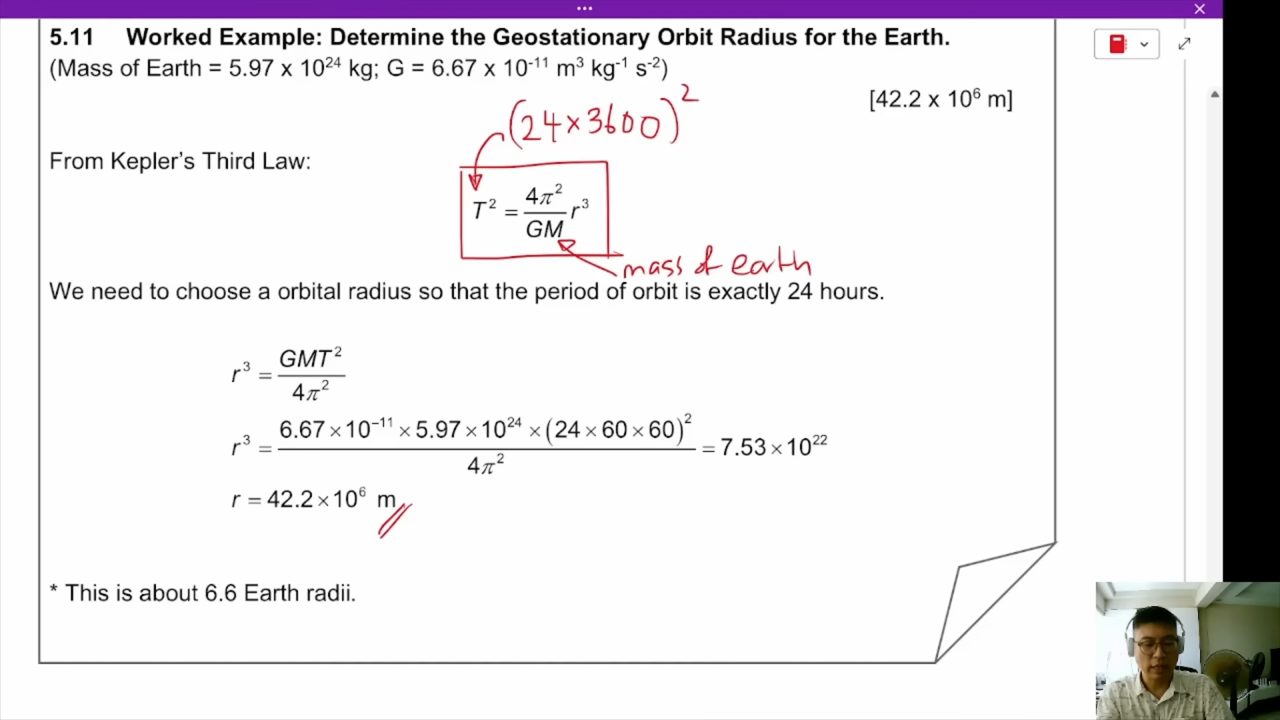 5.11 Worked Example: Determine the Geostationary Orbit Radius for the Earth.
(Mass of Earth = 5.97 x 10²⁴ kg; G = 6.67 x 10⁻¹¹ m³ kg⁻¹ s⁻²)
[42.2 x 10⁶ m]
(24×3600)²
From Kepler's Third Law:
T² = 4π²/GM r³
mass of earth
We need to choose a orbital radius so that the period of orbit is exactly 24 hours.
r³ = GMT²/4π²
r³ = 6.67×10⁻¹¹×5.97×10²⁴×(24×60×60)²/4π² = 7.53×10²²
r = 42.2×10⁶ m
* This is about 6.6 Earth radii.